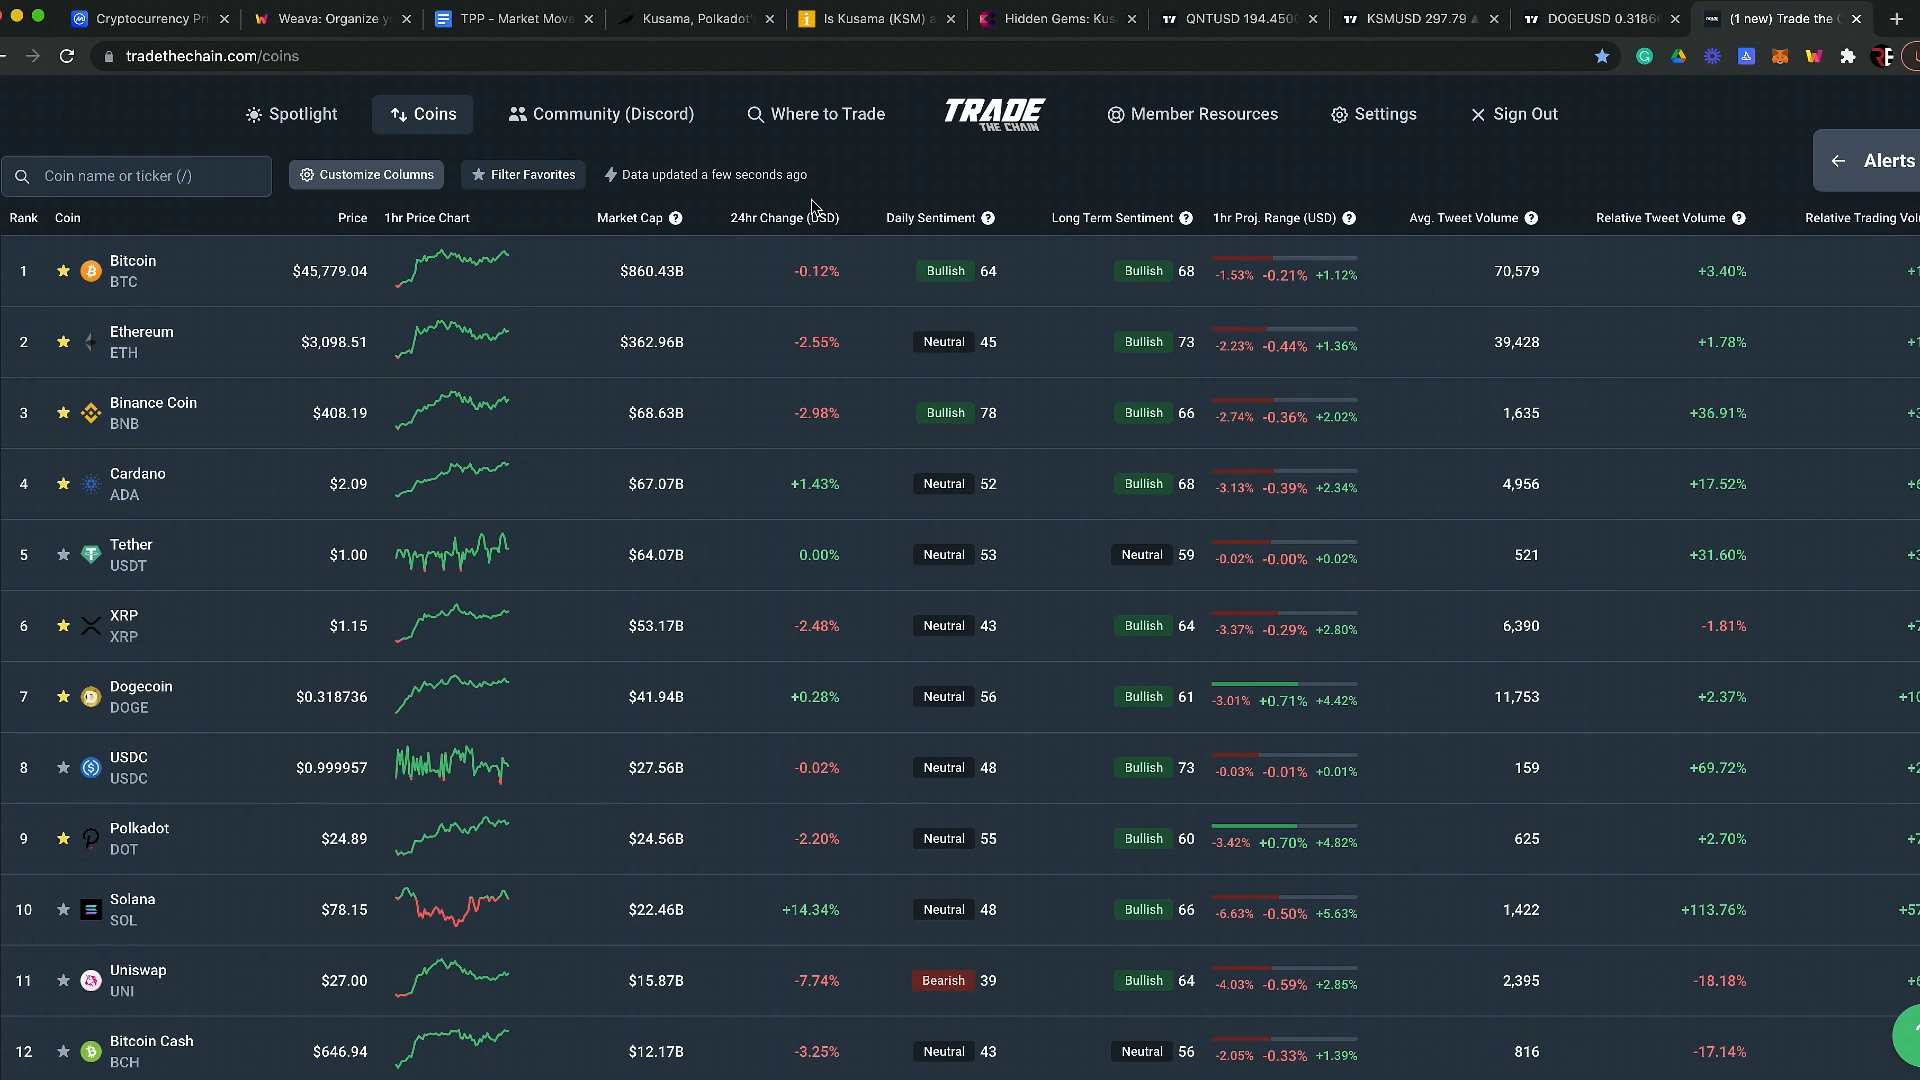 Cryptocurrency Pri
Weava: Organize y
TPP - Market Move
Kusama, Polkadot'
Is Kusama (KSM) a
Hidden Gems: Kus
QNTUSD 194.4500
KSMUSD 297.79
DOGEUSD 0.3186
(1 new) Trade the C
tradethechain.com/coins
Spotlight
Coins
Community (Discord)
Where to Trade
TRADE
THE CHAIN
Member Resources
Settings
Sign Out
Coin name or ticker (/)
Customize Columns
Filter Favorites
Data updated a few seconds ago
Alerts
Rank Coin Price 1hr Price Chart Market Cap 24hr Change (USD) Daily Sentiment Long Term Sentiment 1hr Proj. Range (USD) Avg. Tweet Volume Relative Tweet Volume Relative Trading Volu
1 Bitcoin BTC $45,779.04 $860.43B -0.12% Bullish 64 Bullish 68 -1.53% -0.21% +1.12% 70,579 +3.40% +1
2 Ethereum ETH $3,098.51 $362.96B -2.55% Neutral 45 Bullish 73 -2.23% -0.44% +1.36% 39,428 +1.78% +1
3 Binance Coin BNB $408.19 $68.63B -2.98% Bullish 78 Bullish 66 -2.74% -0.36% +2.02% 1,635 +36.91% +3
4 Cardano ADA $2.09 $67.07B +1.43% Neutral 52 Bullish 68 -3.13% -0.39% +2.34% 4,956 +17.52% +6
5 Tether USDT $1.00 $64.07B 0.00% Neutral 53 Neutral 59 -0.02% -0.00% +0.02% 521 +31.60% +3
6 XRP XRP $1.15 $53.17B -2.48% Neutral 43 Bullish 64 -3.37% -0.29% +2.80% 6,390 -1.81% +7
7 Dogecoin DOGE $0.318736 $41.94B +0.28% Neutral 56 Bullish 61 -3.01% +0.71% +4.42% 11,753 +2.37% +10
8 USDC USDC $0.999957 $27.56B -0.02% Neutral 48 Bullish 73 -0.03% -0.01% +0.01% 159 +69.72% +2
9 Polkadot DOT $24.89 $24.56B -2.20% Neutral 55 Bullish 60 -3.42% +0.70% +4.82% 625 +2.70% +7
10 Solana SOL $78.15 $22.46B +14.34% Neutral 48 Bullish 66 -6.63% -0.50% +5.63% 1,422 +113.76% +57
11 Uniswap UNI $27.00 $15.87B -7.74% Bearish 39 Bullish 64 -4.03% -0.59% +2.85% 2,395 -18.18% +6
12 Bitcoin Cash BCH $646.94 $12.17B -3.25% Neutral 43 Neutral 56 -2.05% -0.33% +1.39% 816 -17.14%